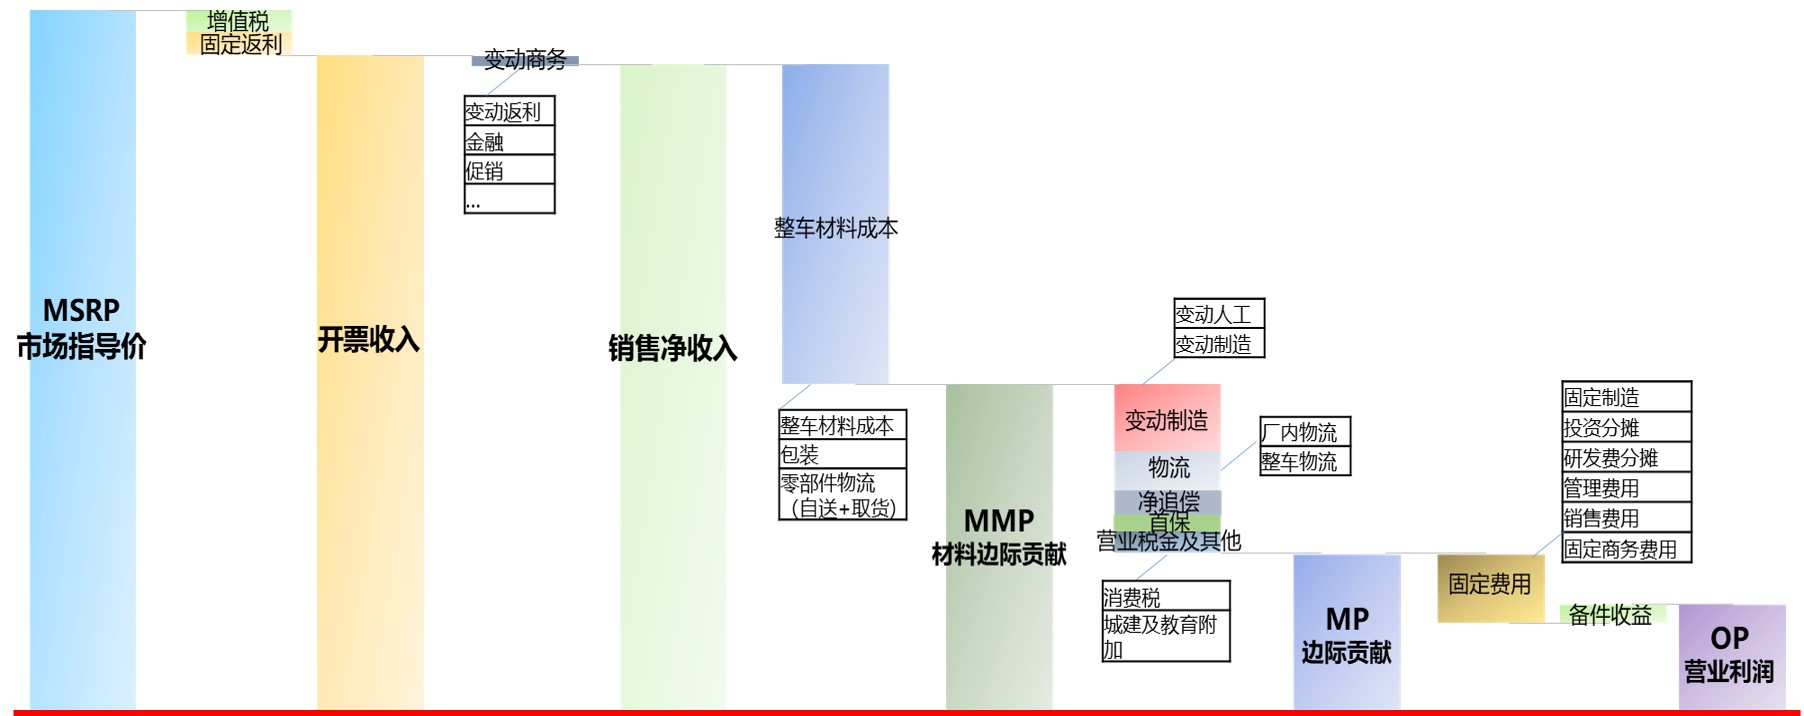 增值税
固定返利
变动商务
变动返利
金融
促销
...
MSRP
市场指导价
开票收入
销售净收入
整车材料成本
整车材料成本
包装
零部件物流
（自送+取货）
MMP
材料边际贡献
变动人工
变动制造
变动制造
物流
净追偿
首保
营业税金及其他
厂内物流
整车物流
消费税
城建及教育附
加
MP
边际贡献
固定费用
固定制造
投资分摊
研发费分摊
管理费用
销售费用
固定商务费用
备件收益
OP
营业利润